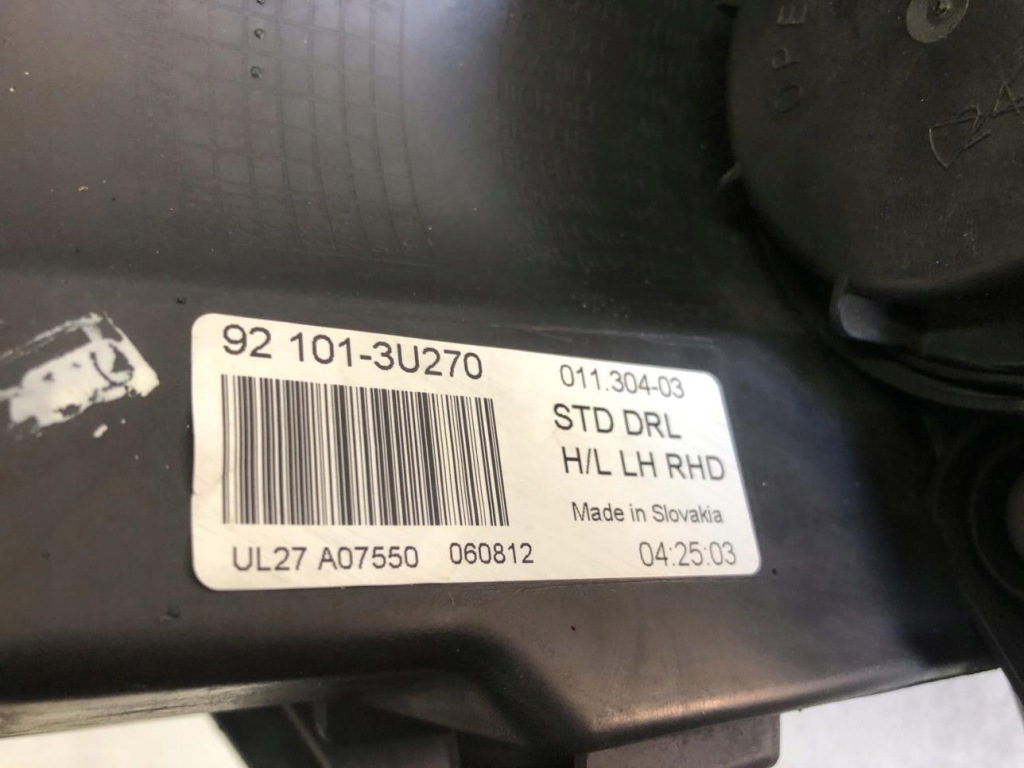 92 101-3U270
011.304-03
STD DRL
H/L LH RHD
Made in Slovakia
UL27 A07550 060812
04:25:03
OPE